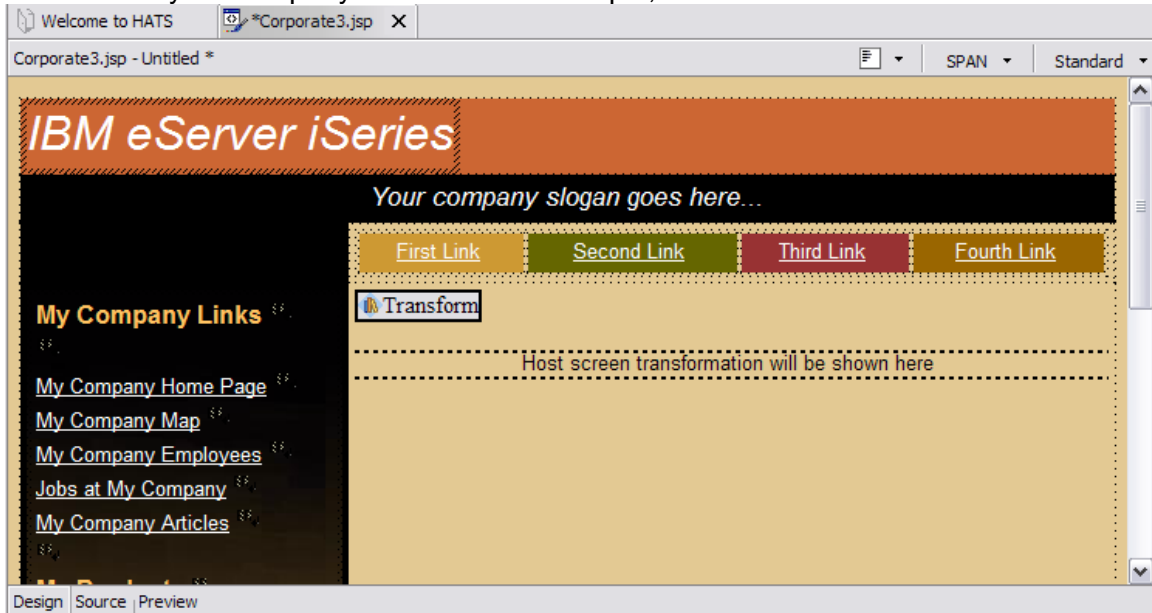 Welcome to HATS *Corporate3.jsp X
Corporate3.jsp - Untitled * SPAN Standard
IBM eServer iSeries
Your company slogan goes here...
First Link Second Link Third Link Fourth Link
Transform
Host screen transformation will be shown here
My Company Links
My Company Home Page
My Company Map
My Company Employees
Jobs at My Company
My Company Articles
Design Source Preview